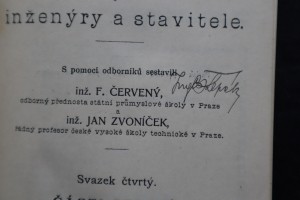 inženýry a stavitele.
S pomocí odborníků sestavili
inž. F. ČERVENÝ,
odborný přednosta státní průmyslové školy v Praze
a
inž. JAN ZVONÍČEK,
řádný profesor české vysoké školy technické v Praze.
Svazek čtvrtý.